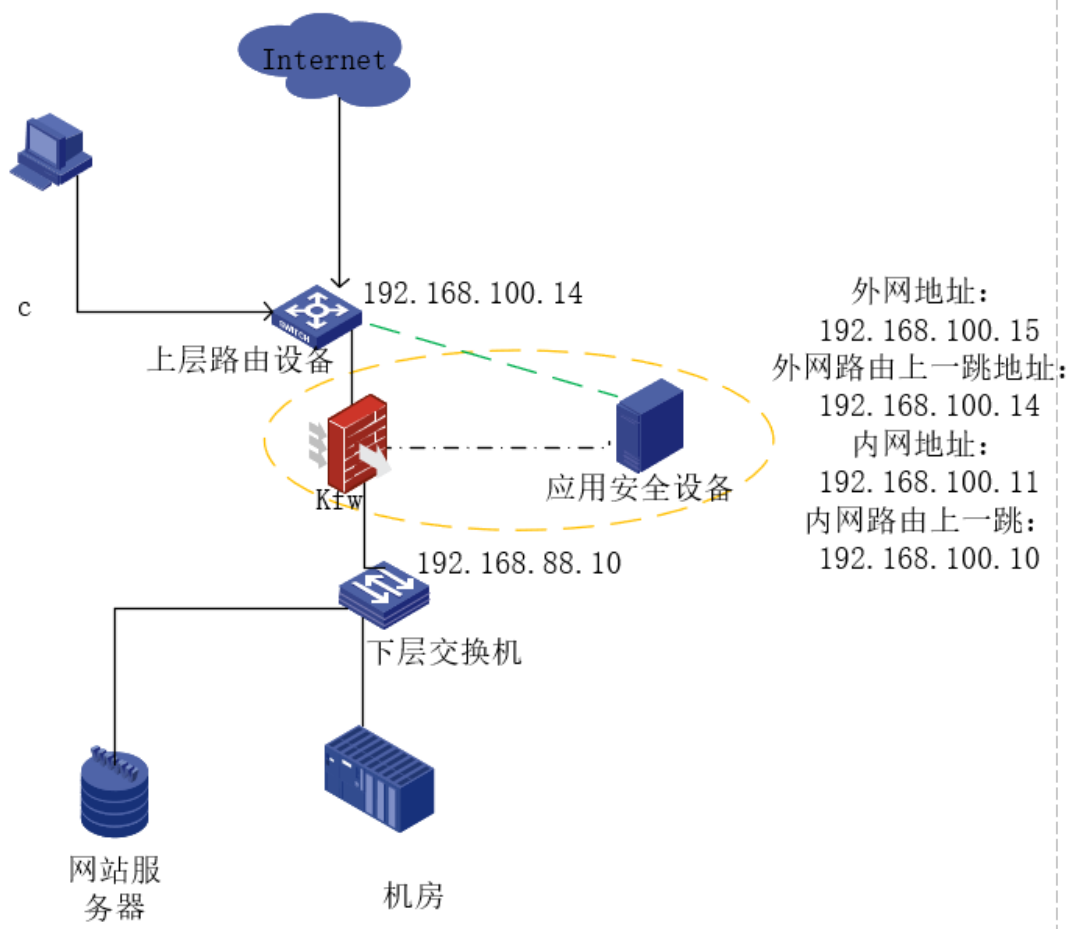 Internet
192.168.100.14
c
SWITCH
上层路由设备
Kfw
应用安全设备
192.168.88.10
下层交换机
网站服
务器
机房
外网地址：
192.168.100.15
外网路由上一跳地址：
192.168.100.14
内网地址：
192.168.100.11
内网路由上一跳：
192.168.100.10